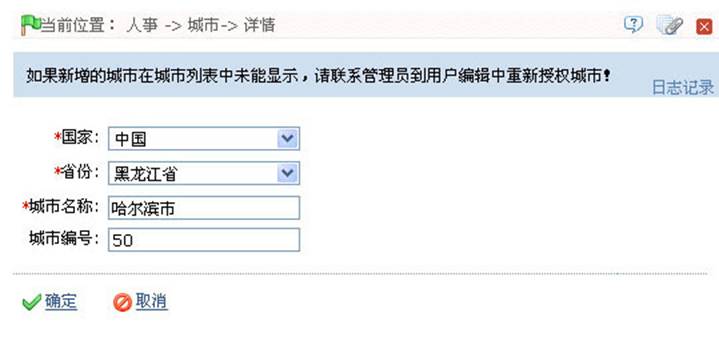 当前位置： 人事 -> 城市-> 详情
如果新增的城市在城市列表中未能显示，请联系管理员到用户编辑中重新授权城市！
日志记录
*国家： 中国
*省份： 黑龙江省
*城市名称： 哈尔滨市
城市编号： 50
确定 取消